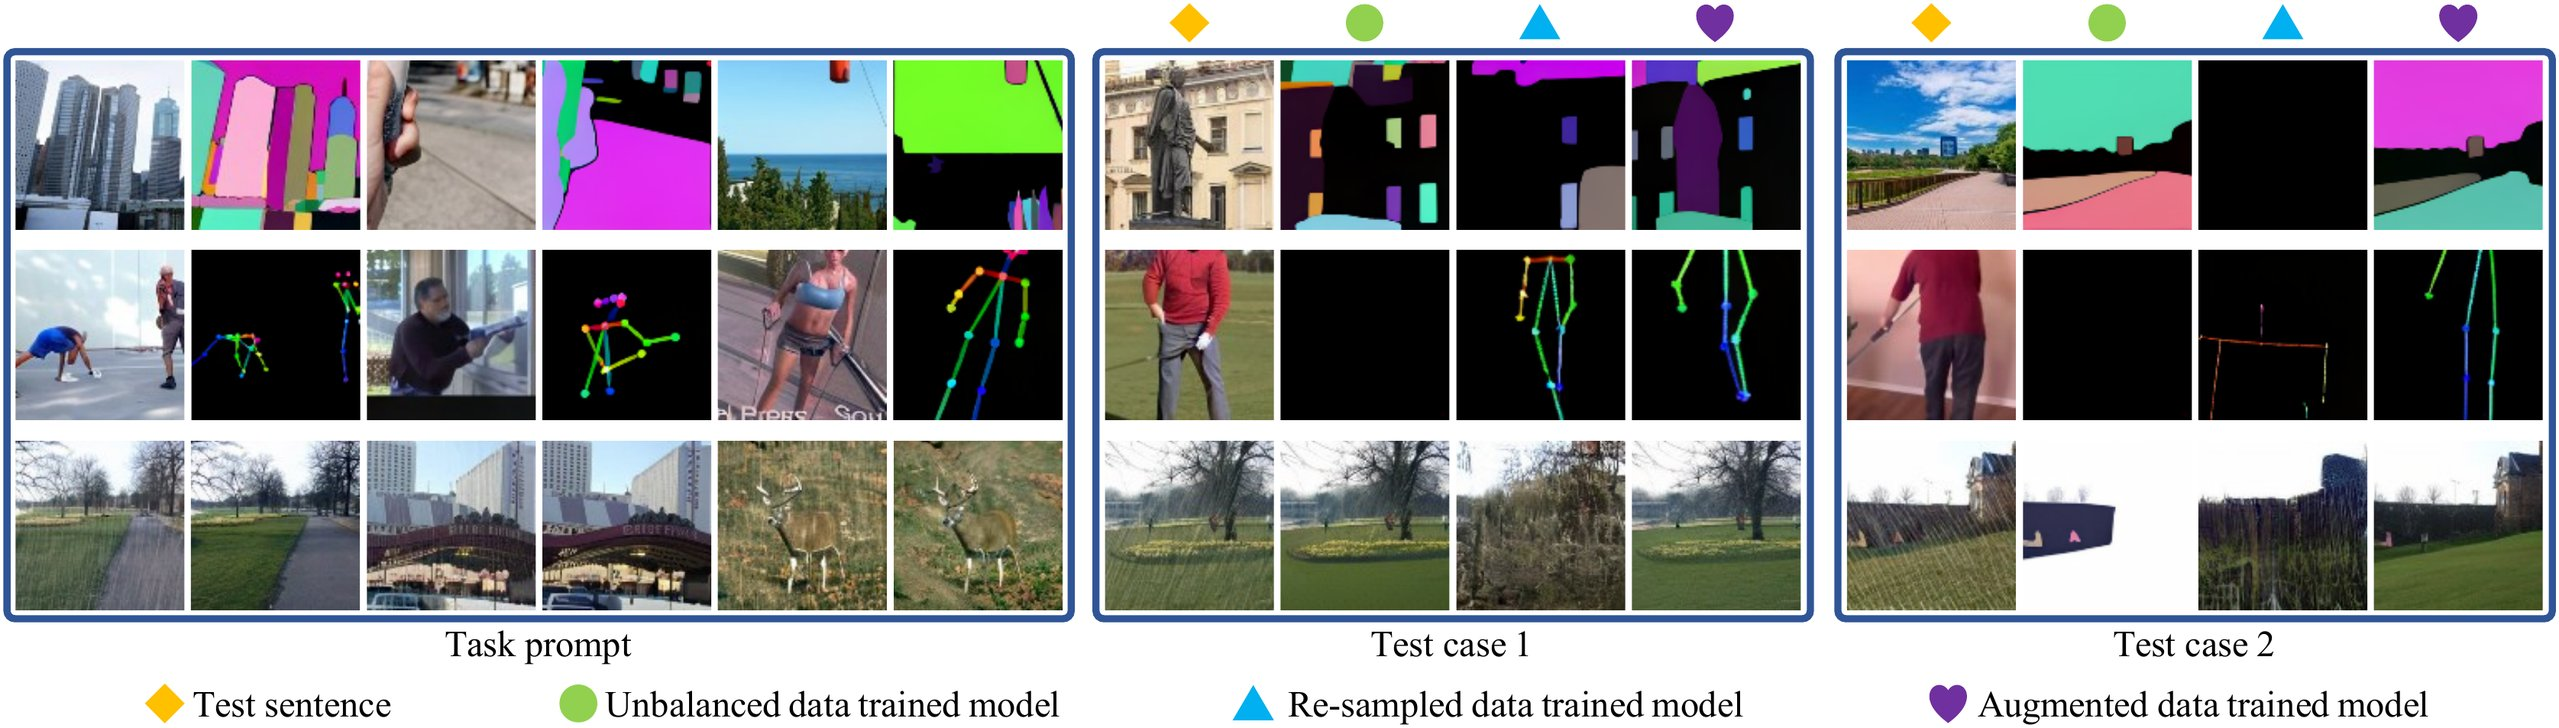 Task prompt
Test case 1
Test case 2
Test sentence
Unbalanced data trained model
Re-sampled data trained model
Augmented data trained model